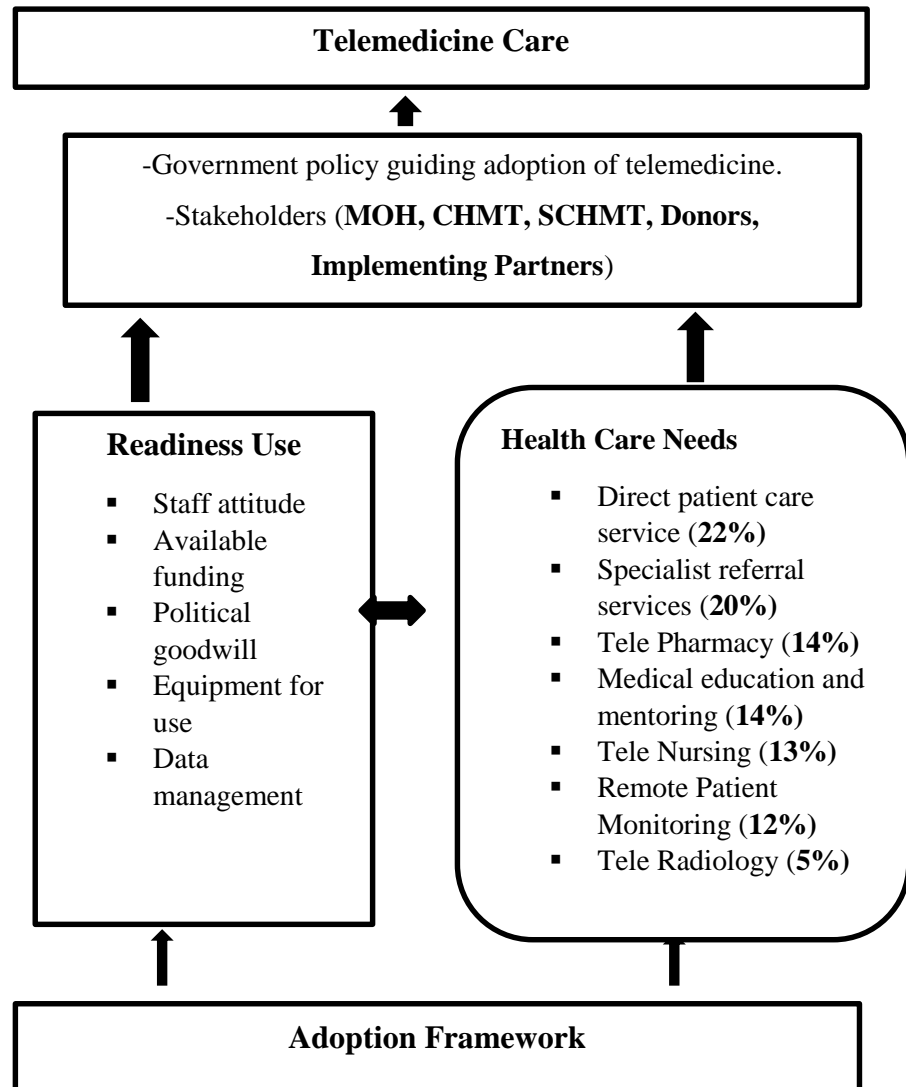 Telemedicine Care
-Government policy guiding adoption of telemedicine.
-Stakeholders (MOH, CHMT, SCHMT, Donors,
Implementing Partners)
Readiness Use
▪ Staff attitude
▪ Available
funding
▪ Political
goodwill
▪ Equipment for
use
▪ Data
management
Health Care Needs
▪ Direct patient care
service (22%)
▪ Specialist referral
services (20%)
▪ Tele Pharmacy (14%)
▪ Medical education and
mentoring (14%)
▪ Tele Nursing (13%)
▪ Remote Patient
Monitoring (12%)
▪ Tele Radiology (5%)
Adoption Framework